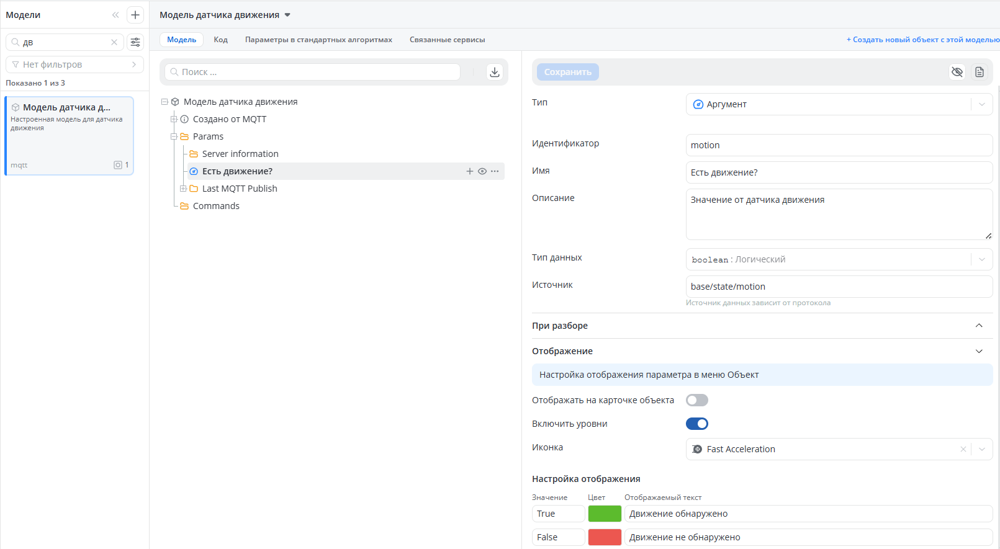 Модели
Модель датчика движения
дв
Модель
Код
Параметры в стандартных алгоритмах
Связанные сервисы
+ Создать новый объект с этой моделью
Нет фильтров
Показано 1 из 3
Модель датчика д...
Настроенная модель для датчика
движения
mqtt
1
Поиск ...
Модель датчика движения
Создано от MQTT
Params
Server information
Есть движение?
Last MQTT Publish
Commands
Сохранить
Тип
Аргумент
Идентификатор
motion
Имя
Есть движение?
Описание
Значение от датчика движения
Тип данных
boolean : Логический
Источник
base/state/motion
Источник данных зависит от протокола
При разборе
Отображение
Настройка отображения параметра в меню Объект
Отображать на карточке объекта
Включить уровни
Иконка
Fast Acceleration
Настройка отображения
Значение Цвет Отображаемый текст
True Движение обнаружено
False Движение не обнаружено